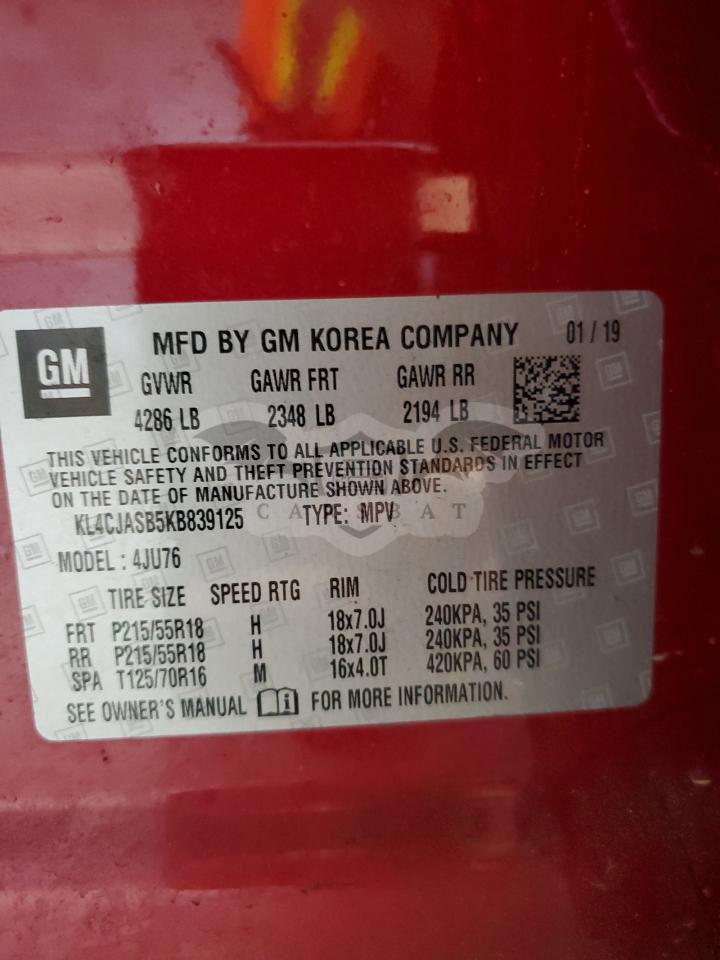 GM
MFD BY GM KOREA COMPANY 01 / 19
GVWR GAWR FRT GAWR RR
4286 LB 2348 LB 2194 LB
THIS VEHICLE CONFORMS TO ALL APPLICABLE U.S. FEDERAL MOTOR
VEHICLE SAFETY AND THEFT PREVENTION STANDARDS IN EFFECT
ON THE DATE OF MANUFACTURE SHOWN ABOVE.
KL4CJASB5KB839125 TYPE: MPV
MODEL : 4JU76
TIRE SIZE SPEED RTG RIM COLD TIRE PRESSURE
FRT P215/55R18 H 18x7.0J 240KPA, 35 PSI
RR P215/55R18 H 18x7.0J 240KPA, 35 PSI
SPA T125/70R16 M 16x4.0T 420KPA, 60 PSI
SEE OWNER'S MANUAL FOR MORE INFORMATION.